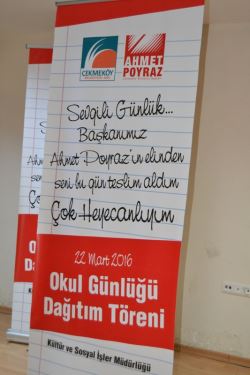 ÇEKMEKÖY
AHMET
POYRAZ
Sevgili Günlük...
Başkanımız
Ahmet Poyraz'ın elinden
seni bu gün teslim aldım
Çok Heyecanlıyım
22 Mart 2016
Okul Günlüğü
Dağıtım Töreni
Kültür ve Sosyal İşler Müdürlüğü